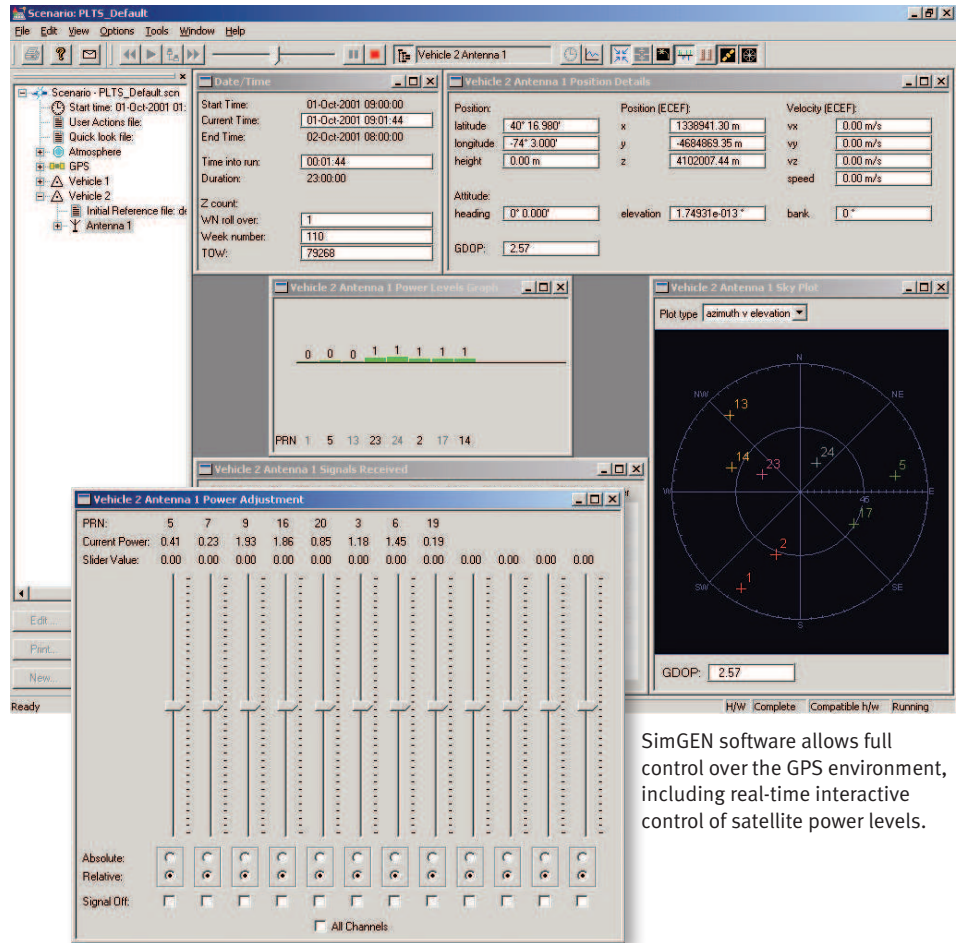 Scenario: PLTS_Default
File Edit View Options Tools Window Help
Vehicle 2 Antenna 1
Scenario - PLTS_Default.scn
Start time: 01-Oct-2001 01:
User Actions file:
Quick look file:
Atmosphere
GPS
Vehicle 1
Vehicle 2
Initial Reference file: de
Antenna 1
Edit...
Print...
New...
Ready
Date/Time
Start Time: 01-Oct-2001 09:00:00
Current Time: 01-Oct-2001 09:01:44
End Time: 02-Oct-2001 08:00:00
Time into run: 00:01:44
Duration: 23:00:00
Z count:
WN roll over: 1
Week number: 110
TOW: 79268
Vehicle 2 Antenna 1 Position Details
Position: Position (ECEF): Velocity (ECEF):
latitude 40° 16.980' x 1338941.30 m vx 0.00 m/s
longitude -74° 3.000' y -4684869.35 m vy 0.00 m/s
height 0.00 m z 4102007.44 m vz 0.00 m/s
speed 0.00 m/s
Attitude:
heading 0° 0.000' elevation 1.74931e-013 ° bank 0 °
GDOP: 2.57
Vehicle 2 Antenna 1 Power Levels Graph
0 0 0 1 1 1 1 1
PRN 1 5 13 23 24 2 17 14
Vehicle 2 Antenna 1 Sky Plot
Plot type azimuth v elevation
N
NW NE
13
14 23 24 5
W 45 E
17
2
1
SW SE
S
GDOP: 2.57
Vehicle 2 Antenna 1 Signals Received
Vehicle 2 Antenna 1 Power Adjustment
PRN: 5 7 9 16 20 3 6 19
Current Power: 0.41 0.23 1.93 1.86 0.85 1.18 1.45 0.19
Slider Value: 0.00 0.00 0.00 0.00 0.00 0.00 0.00 0.00 0.00 0.00 0.00 0.00
Absolute:
Relative:
Signal Off:
All Channels
H/W Complete Compatible h/w Running
SimGEN software allows full
control over the GPS environment,
including real-time interactive
control of satellite power levels.